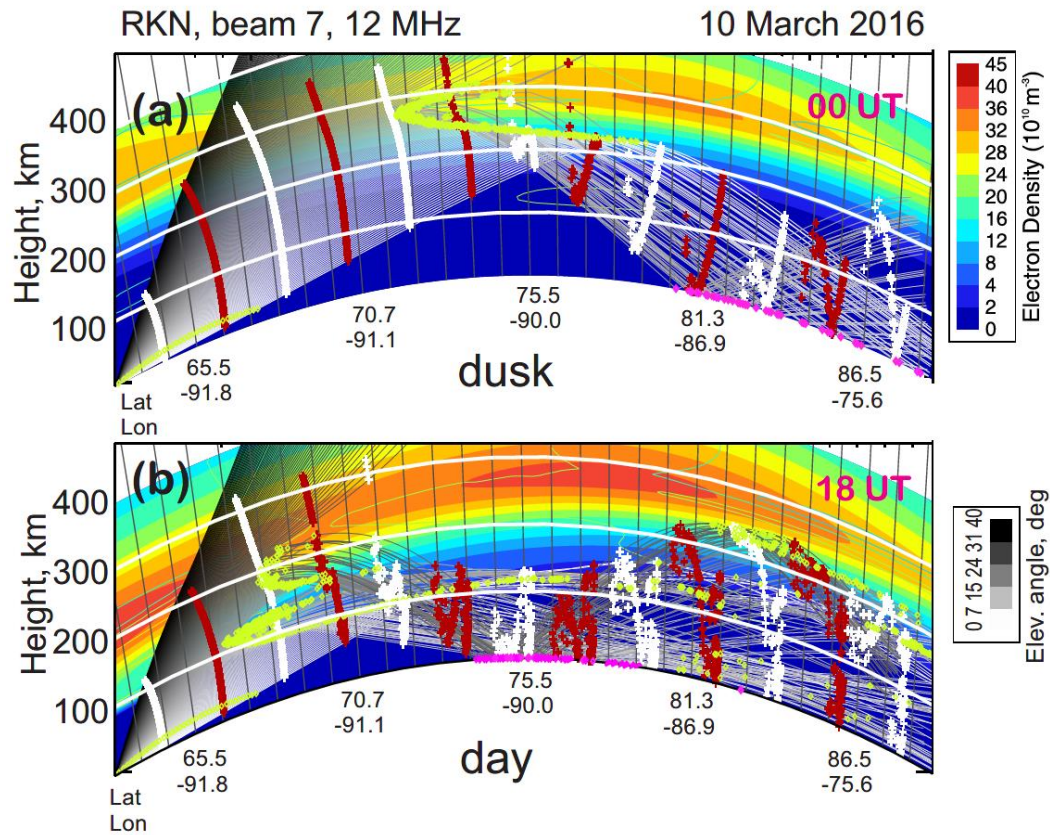 RKN, beam 7, 12 MHz 10 March 2016
(a) 00 UT
Height, km
400
300
200
100
65.5
-91.8
70.7
-91.1
75.5
-90.0
81.3
-86.9
86.5
-75.6
Lat
Lon
dusk
45
40
36
32
28
24
20
16
12
8
4
2
0
Electron Density (10¹⁰ m⁻³)
(b) 18 UT
Height, km
400
300
200
100
65.5
-91.8
70.7
-91.1
75.5
-90.0
81.3
-86.9
86.5
-75.6
Lat
Lon
day
0 7 15 24 31 40
Elev. angle, deg